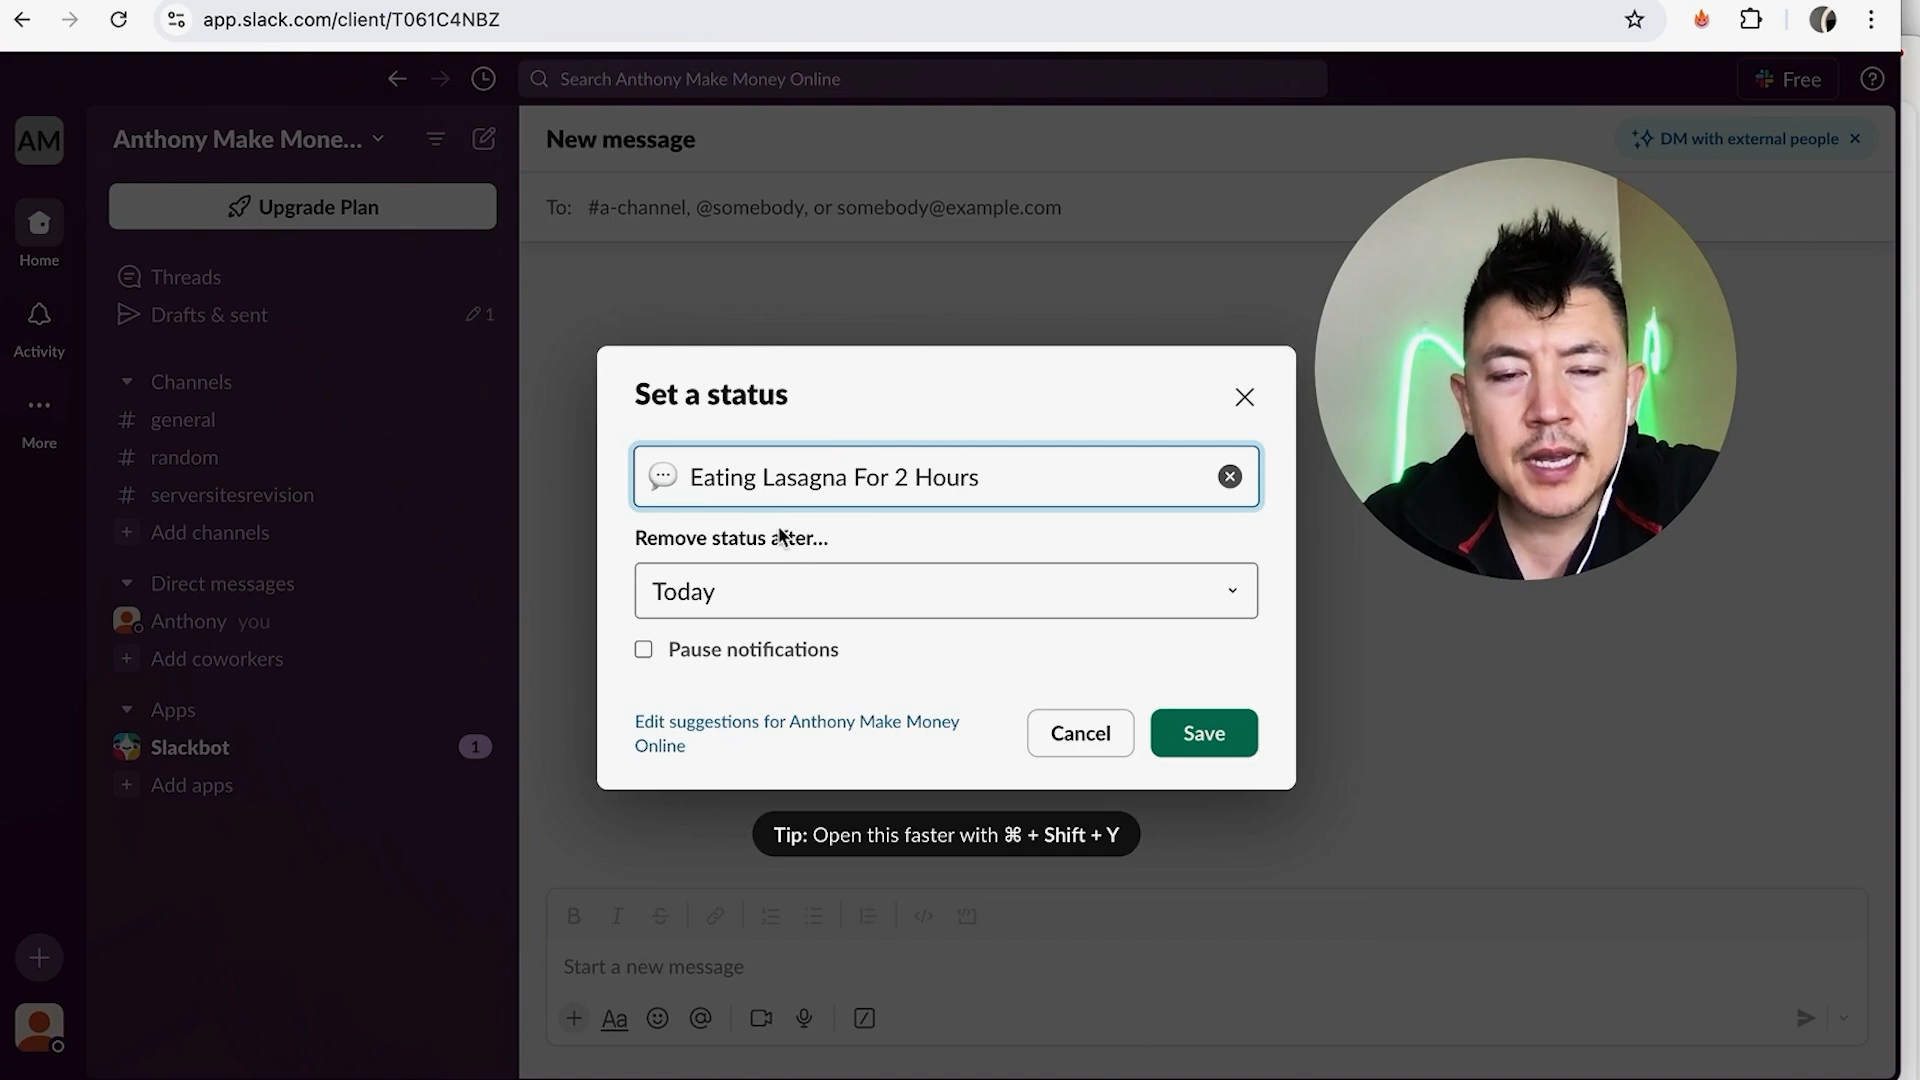 app.slack.com/client/T061C4NBZ
Search Anthony Make Money Online
Free
AM
Anthony Make Mone...
New message
DM with external people
Upgrade Plan
To: #a-channel, @somebody, or somebody@example.com
Home
Threads
Drafts & sent
1
Activity
Channels
general
random
serversitesrevision
Add channels
More
Direct messages
Anthony you
Add coworkers
Apps
Slackbot
1
Add apps
Set a status
Eating Lasagna For 2 Hours
Remove status after...
Today
Pause notifications
Edit suggestions for Anthony Make Money
Online
Cancel
Save
Tip: Open this faster with ⌘ + Shift + Y
Start a new message
Aa